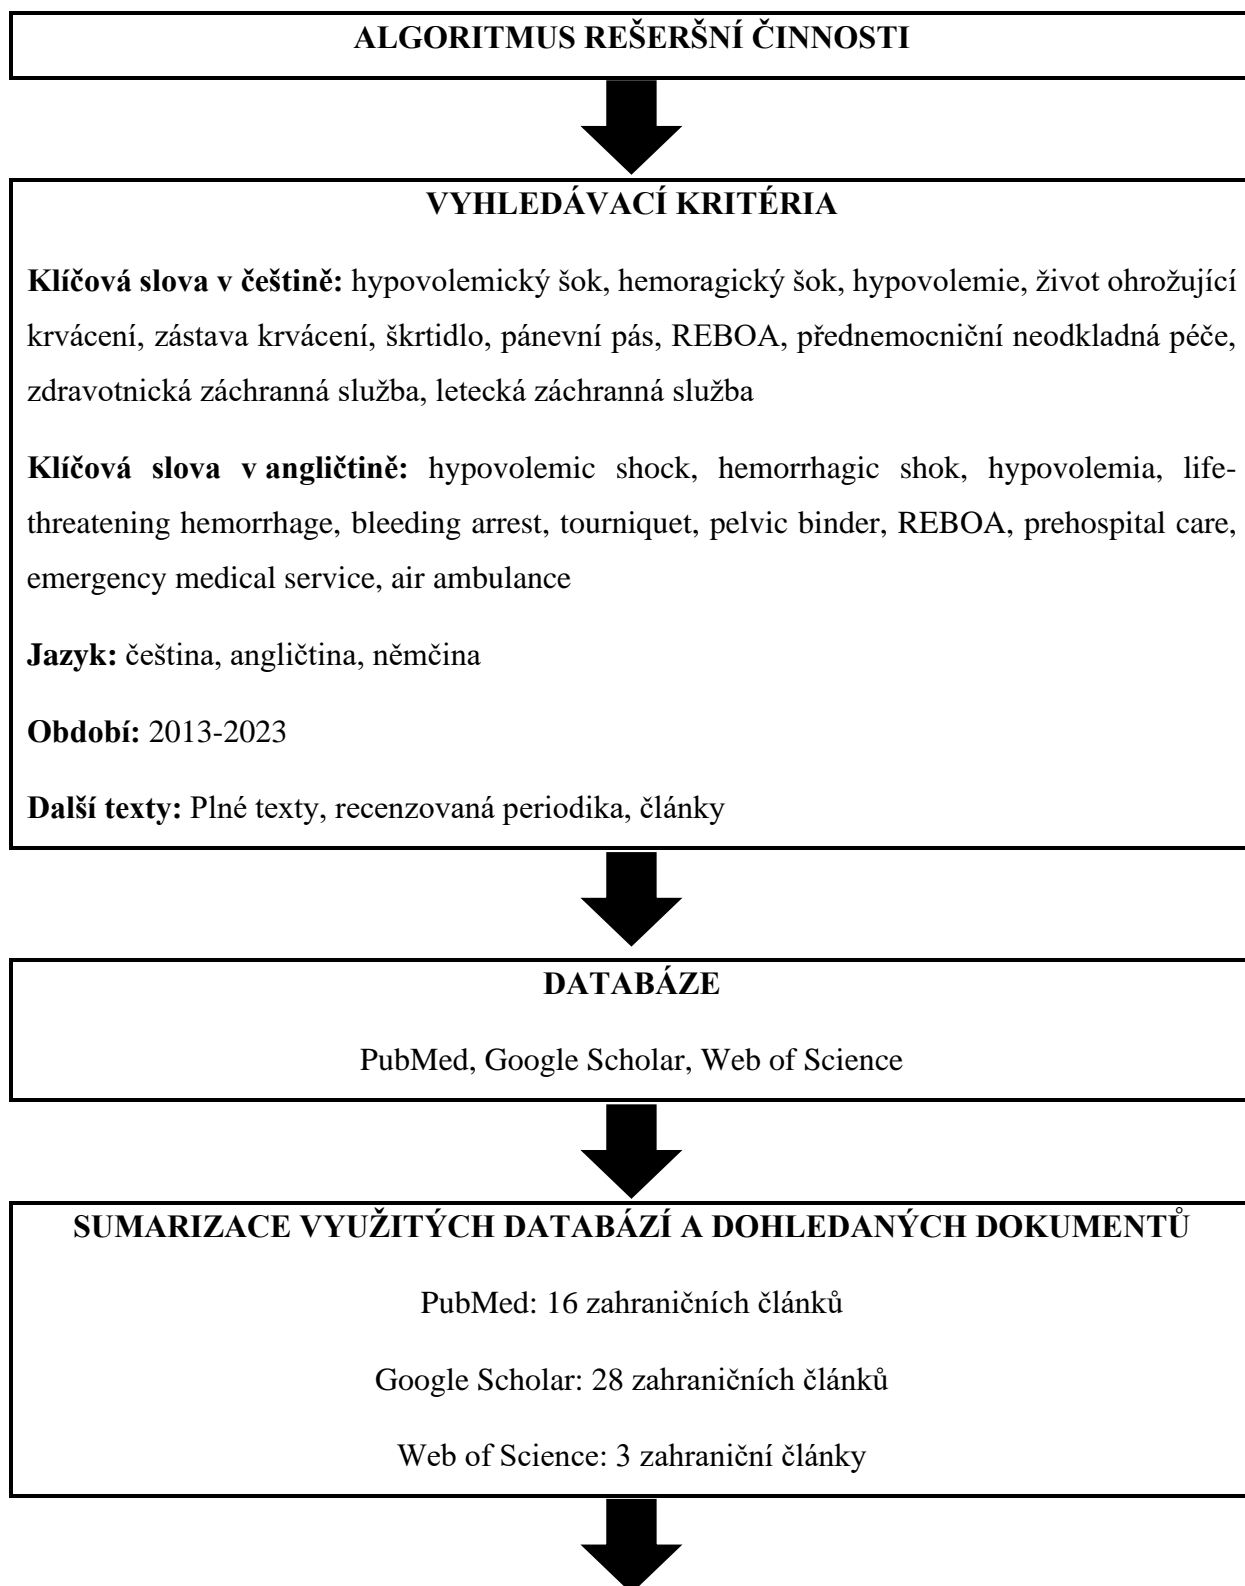 ALGORITMUS REŠERŠNÍ ČINNOSTI
VYHLEDÁVACÍ KRITÉRIA
Klíčová slova v češtině: hypovolemický šok, hemoragický šok, hypovolemie, život ohrožující
krvácení, zástava krvácení, škrtidlo, pánevní pás, REBOA, přednemocniční neodkladná péče,
zdravotnická záchranná služba, letecká záchranná služba
Klíčová slova v angličtině: hypovolemic shock, hemorrhagic shok, hypovolemia, life-
threatening hemorrhage, bleeding arrest, tourniquet, pelvic binder, REBOA, prehospital care,
emergency medical service, air ambulance
Jazyk: čeština, angličtina, němčina
Období: 2013-2023
Další texty: Plné texty, recenzovaná periodika, články
DATABÁZE
PubMed, Google Scholar, Web of Science
SUMARIZACE VYUŽITÝCH DATABÁZÍ A DOHLEDANÝCH DOKUMENTŮ
PubMed: 16 zahraničních článků
Google Scholar: 28 zahraničních článků
Web of Science: 3 zahraniční články